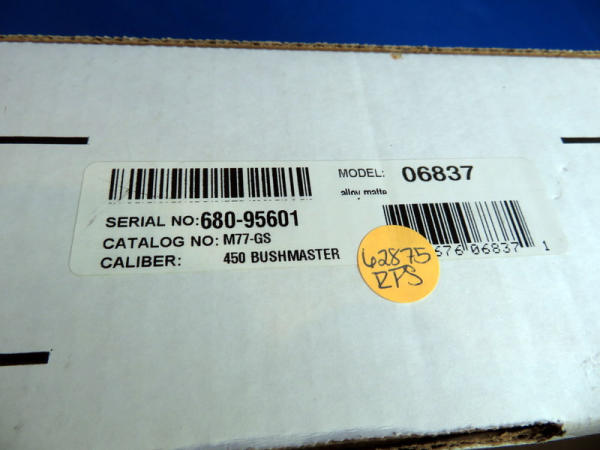 MODEL: 06837
alloy matte
SERIAL NO: 680-95601
CATALOG NO: M77-GS
CALIBER: 450 BUSHMASTER
676 06837 1
62875
RPS